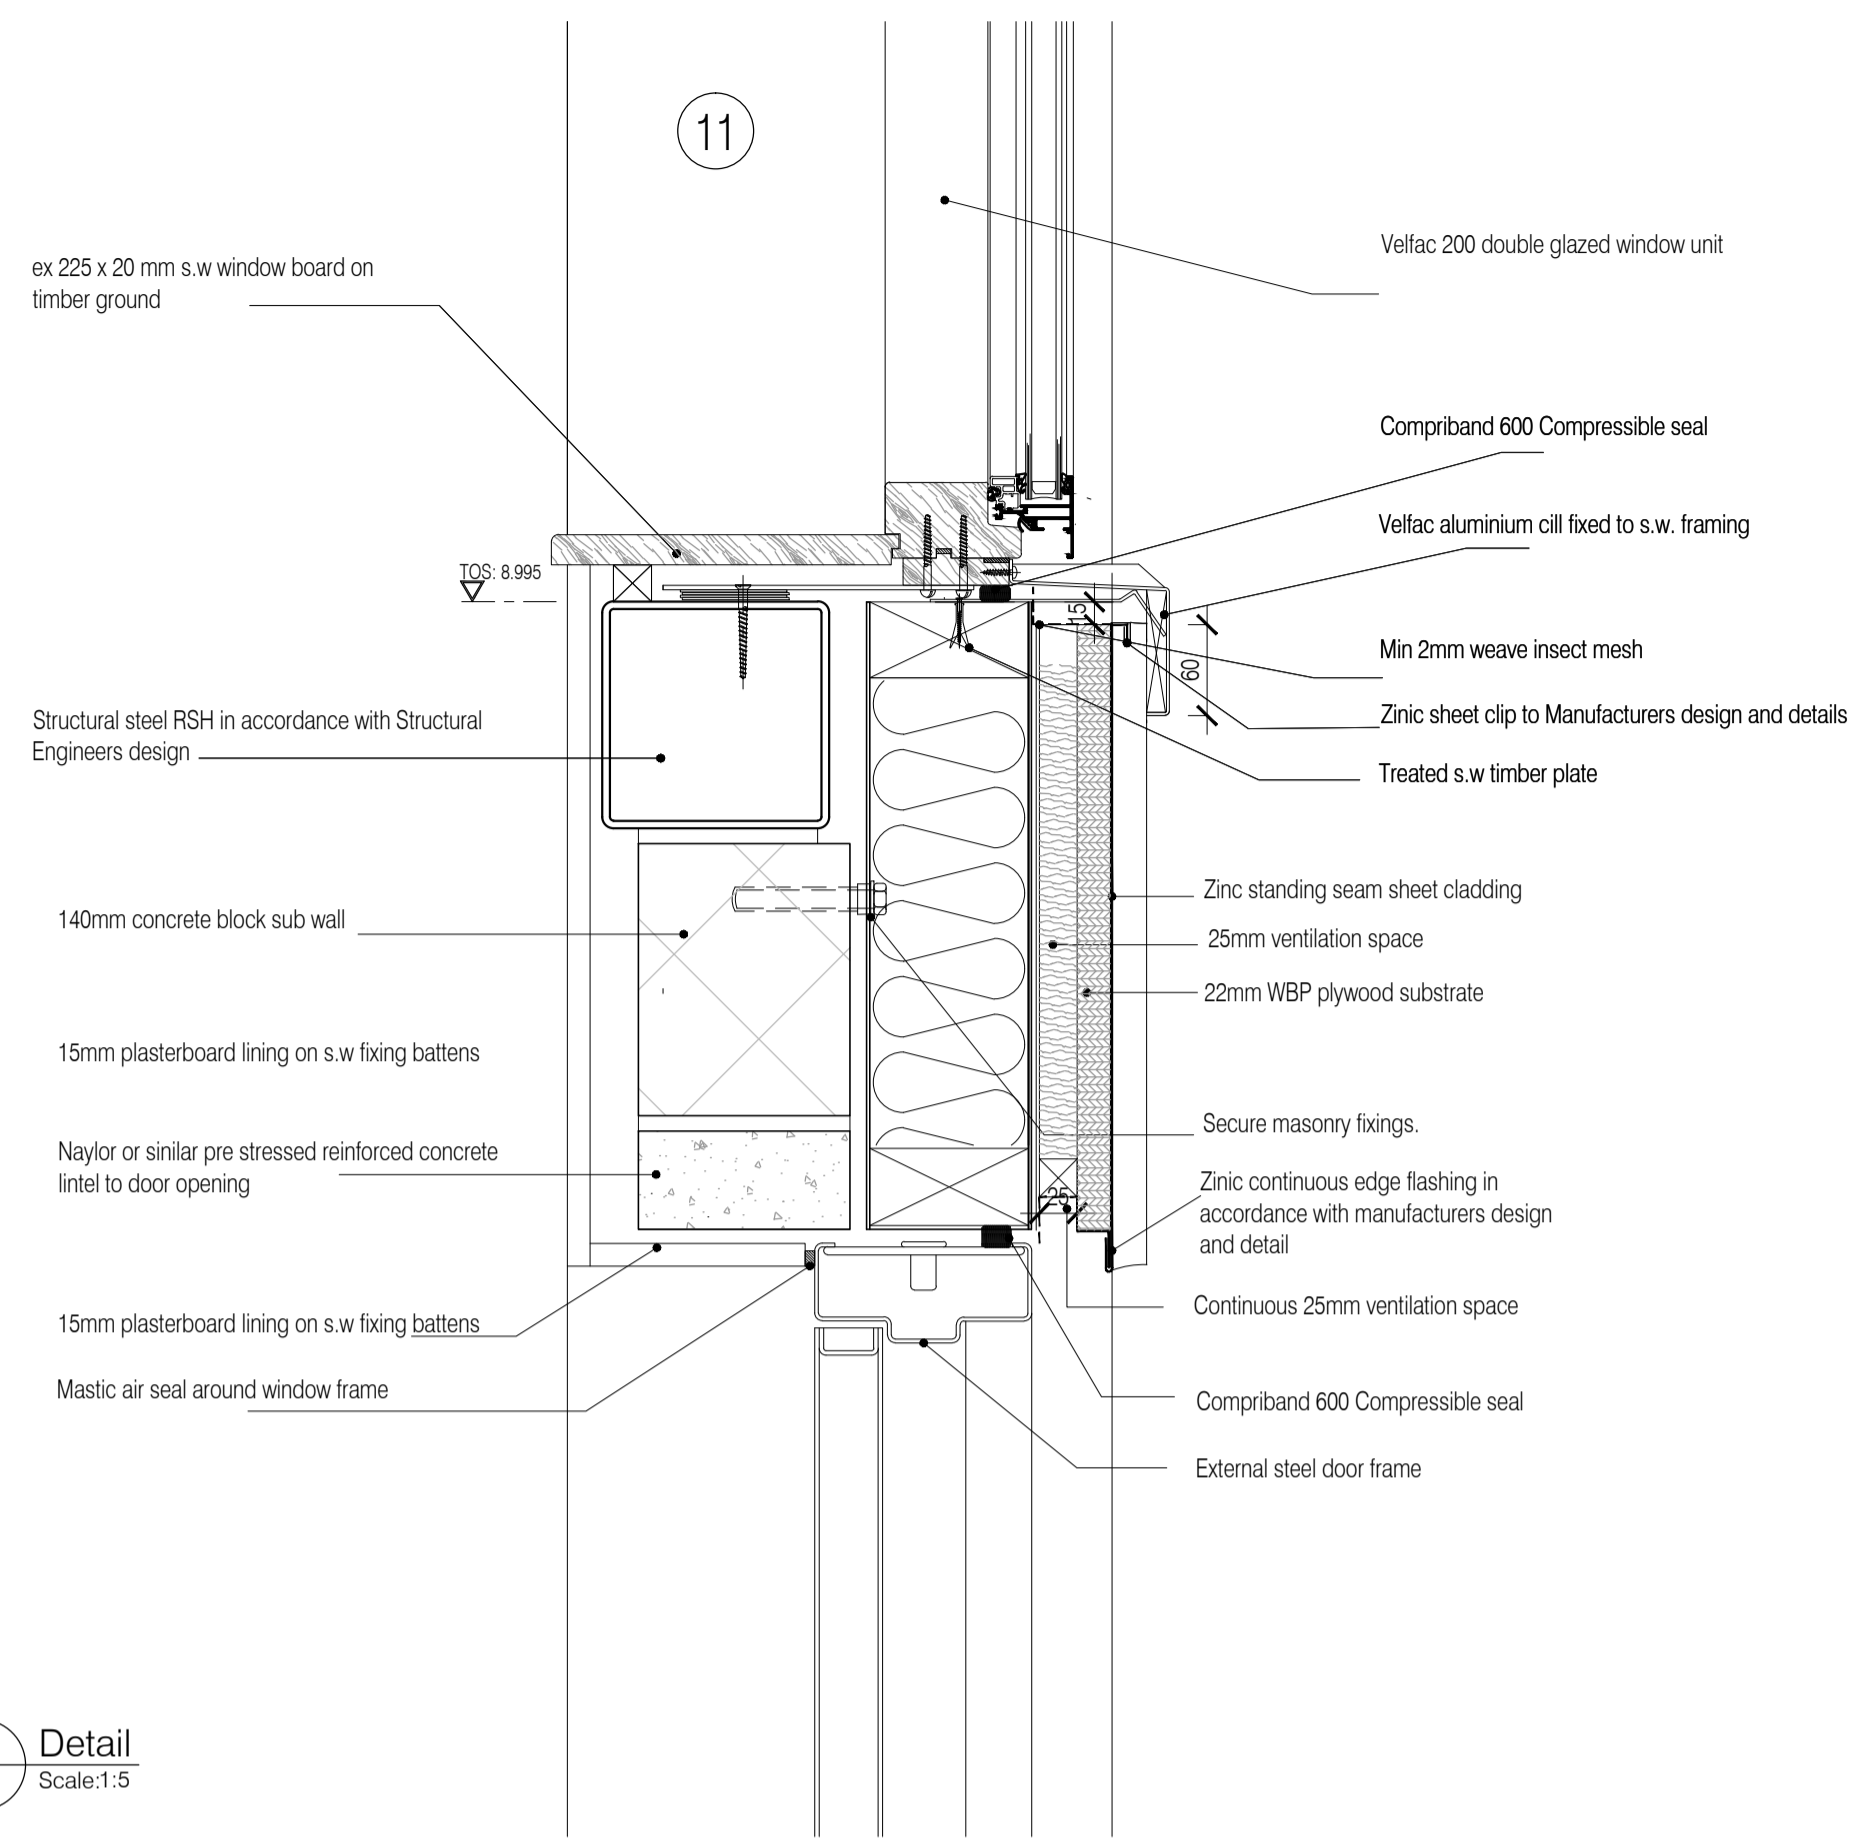 11
ex 225 x 20 mm s.w window board on
timber ground
Velfac 200 double glazed window unit
Compriband 600 Compressible seal
Velfac aluminium cill fixed to s.w. framing
TOS: 8.995
15
60
Min 2mm weave insect mesh
Zinic sheet clip to Manufacturers design and details
Treated s.w timber plate
Structural steel RSH in accordance with Structural
Engineers design
Zinc standing seam sheet cladding
25mm ventilation space
22mm WBP plywood substrate
140mm concrete block sub wall
15mm plasterboard lining on s.w fixing battens
Naylor or sinilar pre stressed reinforced concrete
lintel to door opening
Secure masonry fixings.
Zinic continuous edge flashing in
accordance with manufacturers design
and detail
25
Continuous 25mm ventilation space
15mm plasterboard lining on s.w fixing battens
Mastic air seal around window frame
Compriband 600 Compressible seal
External steel door frame
Detail
Scale:1:5